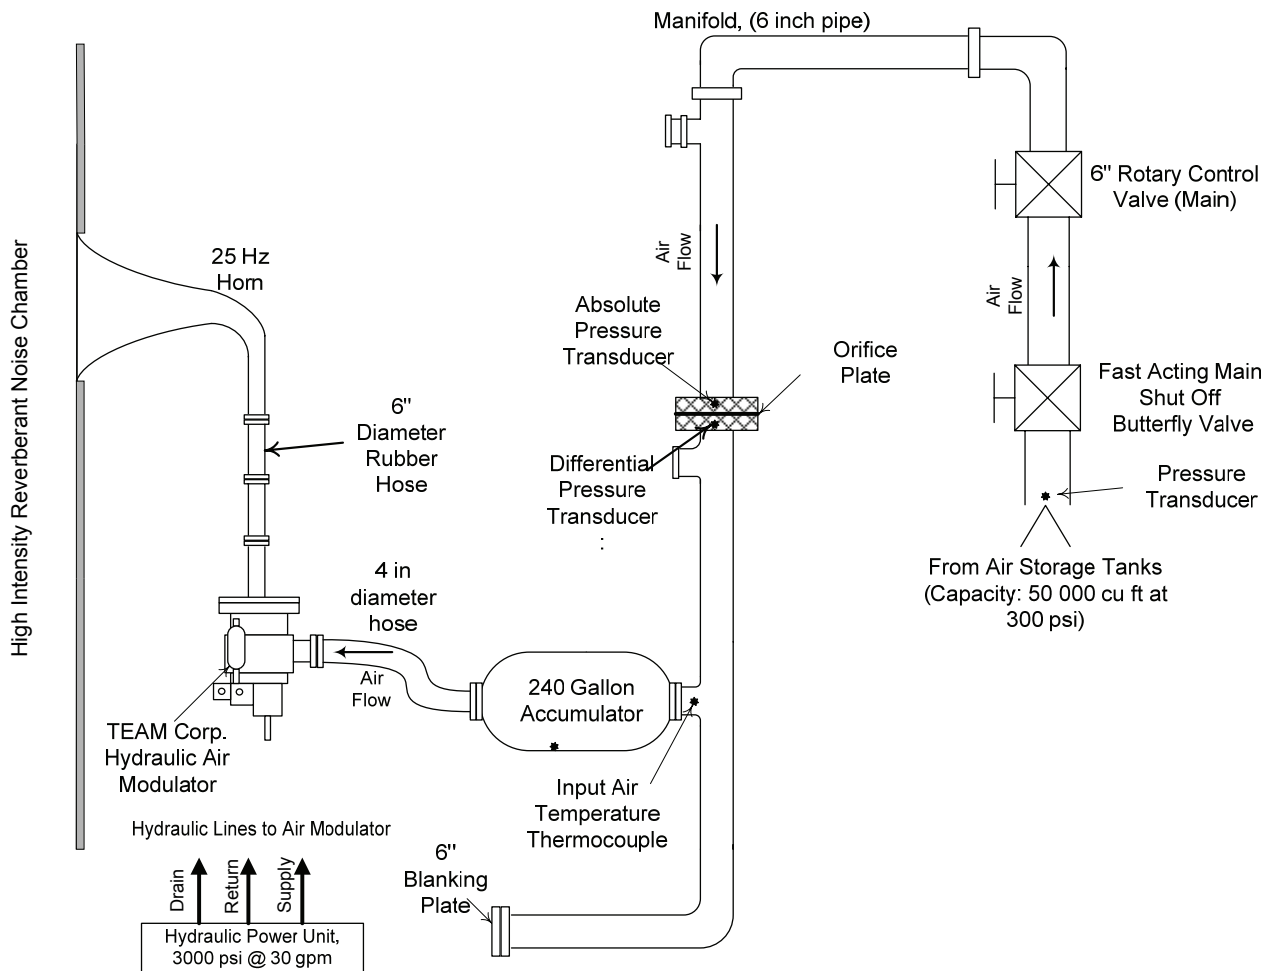 Manifold, (6 inch pipe)
6" Rotary Control
Valve (Main)
Air
Flow
Air
Flow
25 Hz
Horn
High Intensity Reverberant Noise Chamber
Absolute
Pressure
Transducer
Orifice
Plate
Fast Acting Main
Shut Off
Butterfly Valve
6"
Diameter
Rubber
Hose
Differential
Pressure
Transducer
:
Pressure
Transducer
From Air Storage Tanks
(Capacity: 50 000 cu ft at
300 psi)
4 in
diameter
hose
Air
Flow
240 Gallon
Accumulator
TEAM Corp.
Hydraulic Air
Modulator
Input Air
Temperature
Thermocouple
Hydraulic Lines to Air Modulator
6"
Blanking
Plate
Drain
Return
Supply
Hydraulic Power Unit,
3000 psi @ 30 gpm